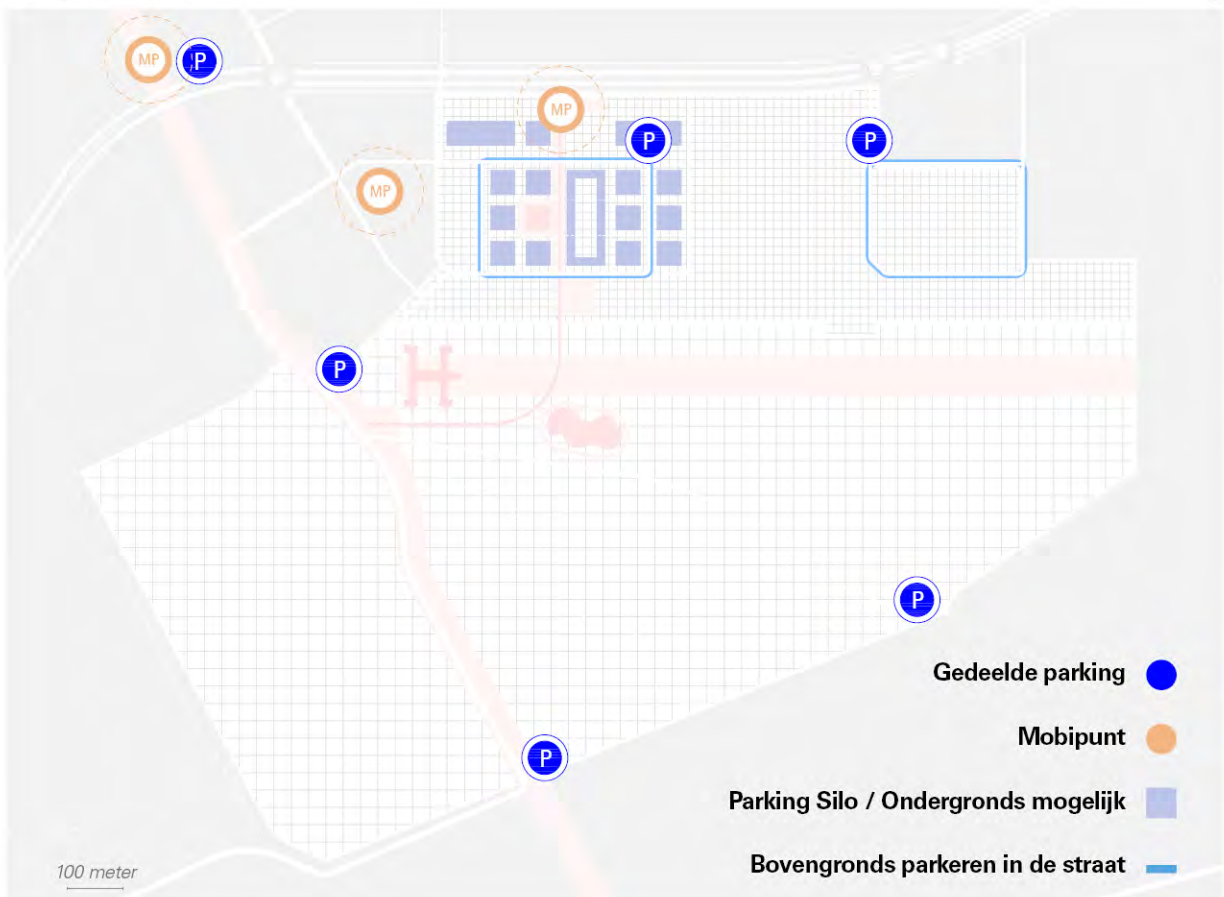 MP P
MP
P P
MP
P
P
P
Gedeelde parking
Mobipunt
Parking Silo / Ondergronds mogelijk
Bovengronds parkeren in de straat
100 meter